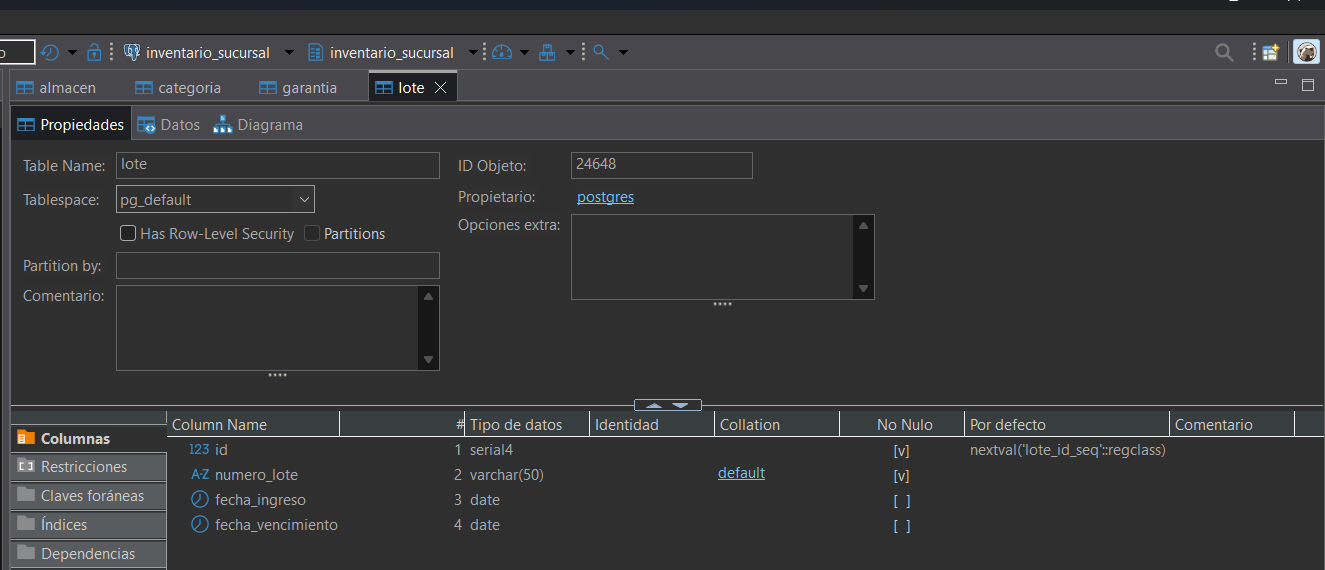 o inventario_sucursal inventario_sucursal
almacen categoria garantia lote
Propiedades Datos Diagrama
Table Name: lote ID Objeto: 24648
Tablespace: pg_default Propietario: postgres
Has Row-Level Security Partitions Opciones extra:
Partition by:
Comentario:
Column Name # Tipo de datos Identidad Collation No Nulo Por defecto Comentario
Columnas
Restricciones
Claves foráneas
Índices
Dependencias
123 id 1 serial4 [v] nextval('lote_id_seq'::regclass)
A-Z numero_lote 2 varchar(50) default [v]
fecha_ingreso 3 date [ ]
fecha_vencimiento 4 date [ ]